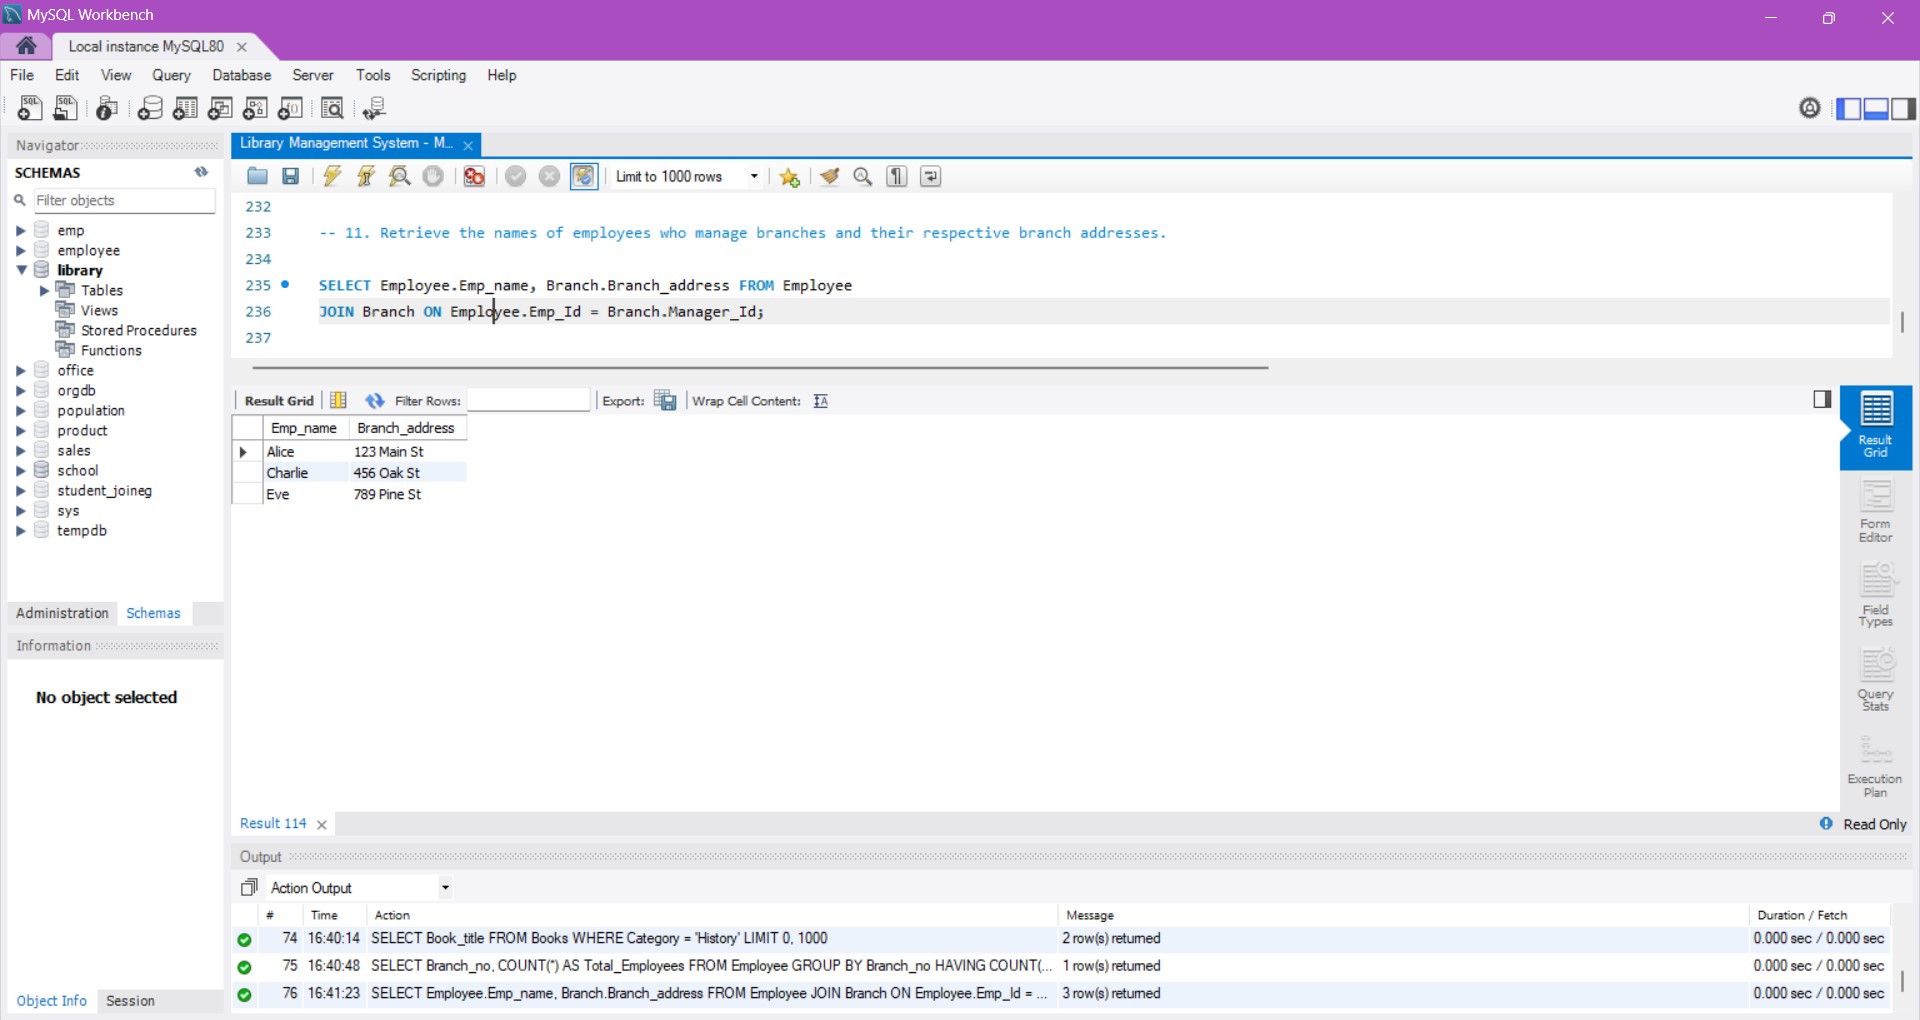 MySQL Workbench
Local instance MySQL80
File Edit View Query Database Server Tools Scripting Help
Navigator
SCHEMAS
Filter objects
emp
employee
library
Tables
Views
Stored Procedures
Functions
office
orgdb
population
product
sales
school
student_joineg
sys
tempdb
Administration Schemas
Information
No object selected
Object Info Session
Library Management System - M...
Limit to 1000 rows
232
233 -- 11. Retrieve the names of employees who manage branches and their respective branch addresses.
234
235 SELECT Employee.Emp_name, Branch.Branch_address FROM Employee
236 JOIN Branch ON Employee.Emp_Id = Branch.Manager_Id;
237
Result Grid Filter Rows: Export: Wrap Cell Content:
Emp_name Branch_address
Alice 123 Main St
Charlie 456 Oak St
Eve 789 Pine St
Result
Grid
Form
Editor
Field
Types
Query
Stats
Execution
Plan
Result 114
Read Only
Output
Action Output
# Time Action Message Duration / Fetch
74 16:40:14 SELECT Book_title FROM Books WHERE Category = 'History' LIMIT 0, 1000 2 row(s) returned 0.000 sec / 0.000 sec
75 16:40:48 SELECT Branch_no, COUNT(*) AS Total_Employees FROM Employee GROUP BY Branch_no HAVING COUNT(... 1 row(s) returned 0.000 sec / 0.000 sec
76 16:41:23 SELECT Employee.Emp_name, Branch.Branch_address FROM Employee JOIN Branch ON Employee.Emp_Id = ... 3 row(s) returned 0.000 sec / 0.000 sec